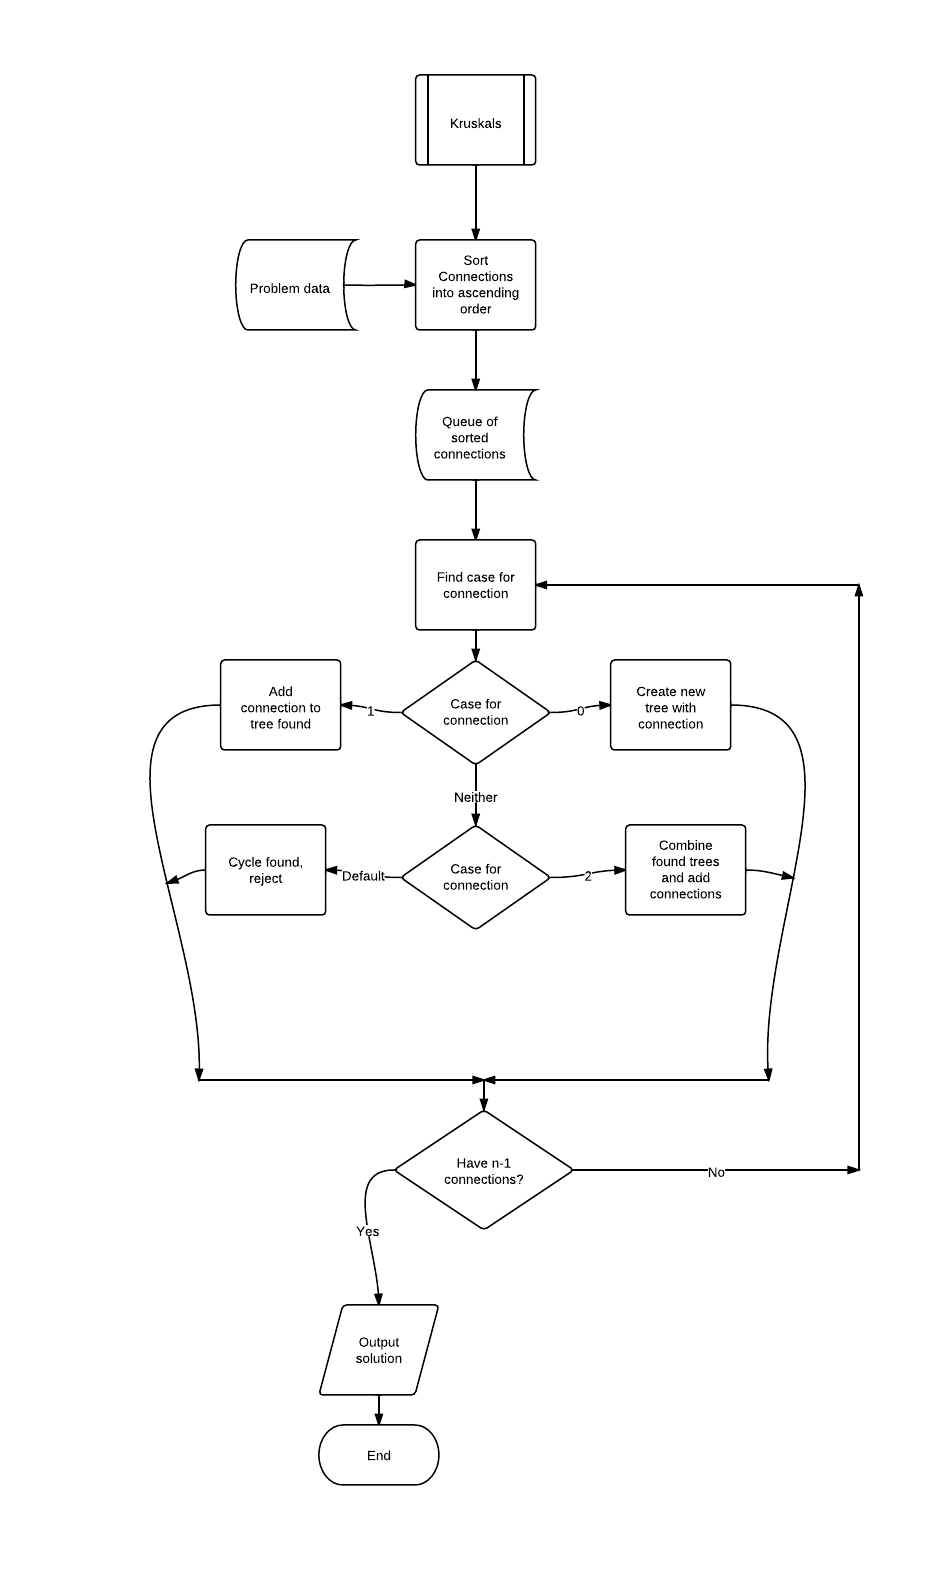 Kruskals
Problem data
Sort
Connections
into ascending
order
Queue of
sorted
connections
Find case for
connection
Add
connection to
tree found
1
Case for
connection
0
Create new
tree with
connection
Neither
Cycle found,
reject
Default
Case for
connection
2
Combine
found trees
and add
connections
Have n-1
connections?
No
Yes
Output
solution
End